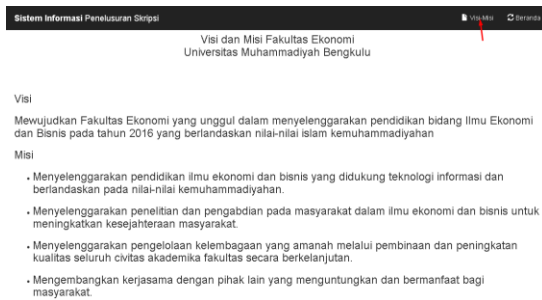 Sistem Informasi Penelusuran Skripsi Visi-Misi Beranda
Visi dan Misi Fakultas Ekonomi
Universitas Muhammadiyah Bengkulu
Visi
Mewujudkan Fakultas Ekonomi yang unggul dalam menyelenggarakan pendidikan bidang Ilmu Ekonomi
dan Bisnis pada tahun 2016 yang berlandaskan nilai-nilai islam kemuhammadiyahan
Misi
• Menyelenggarakan pendidikan ilmu ekonomi dan bisnis yang didukung teknologi informasi dan
berlandaskan pada nilai-nilai kemuhammadiyahan.
• Menyelenggarakan penelitian dan pengabdian pada masyarakat dalam ilmu ekonomi dan bisnis untuk
meningkatkan kesejahteraan masyarakat.
• Menyelenggarakan pengelolaan kelembagaan yang amanah melalui pembinaan dan peningkatan
kualitas seluruh civitas akademika fakultas secara berkelanjutan.
• Mengembangkan kerjasama dengan pihak lain yang menguntungkan dan bermanfaat bagi
masyarakat.